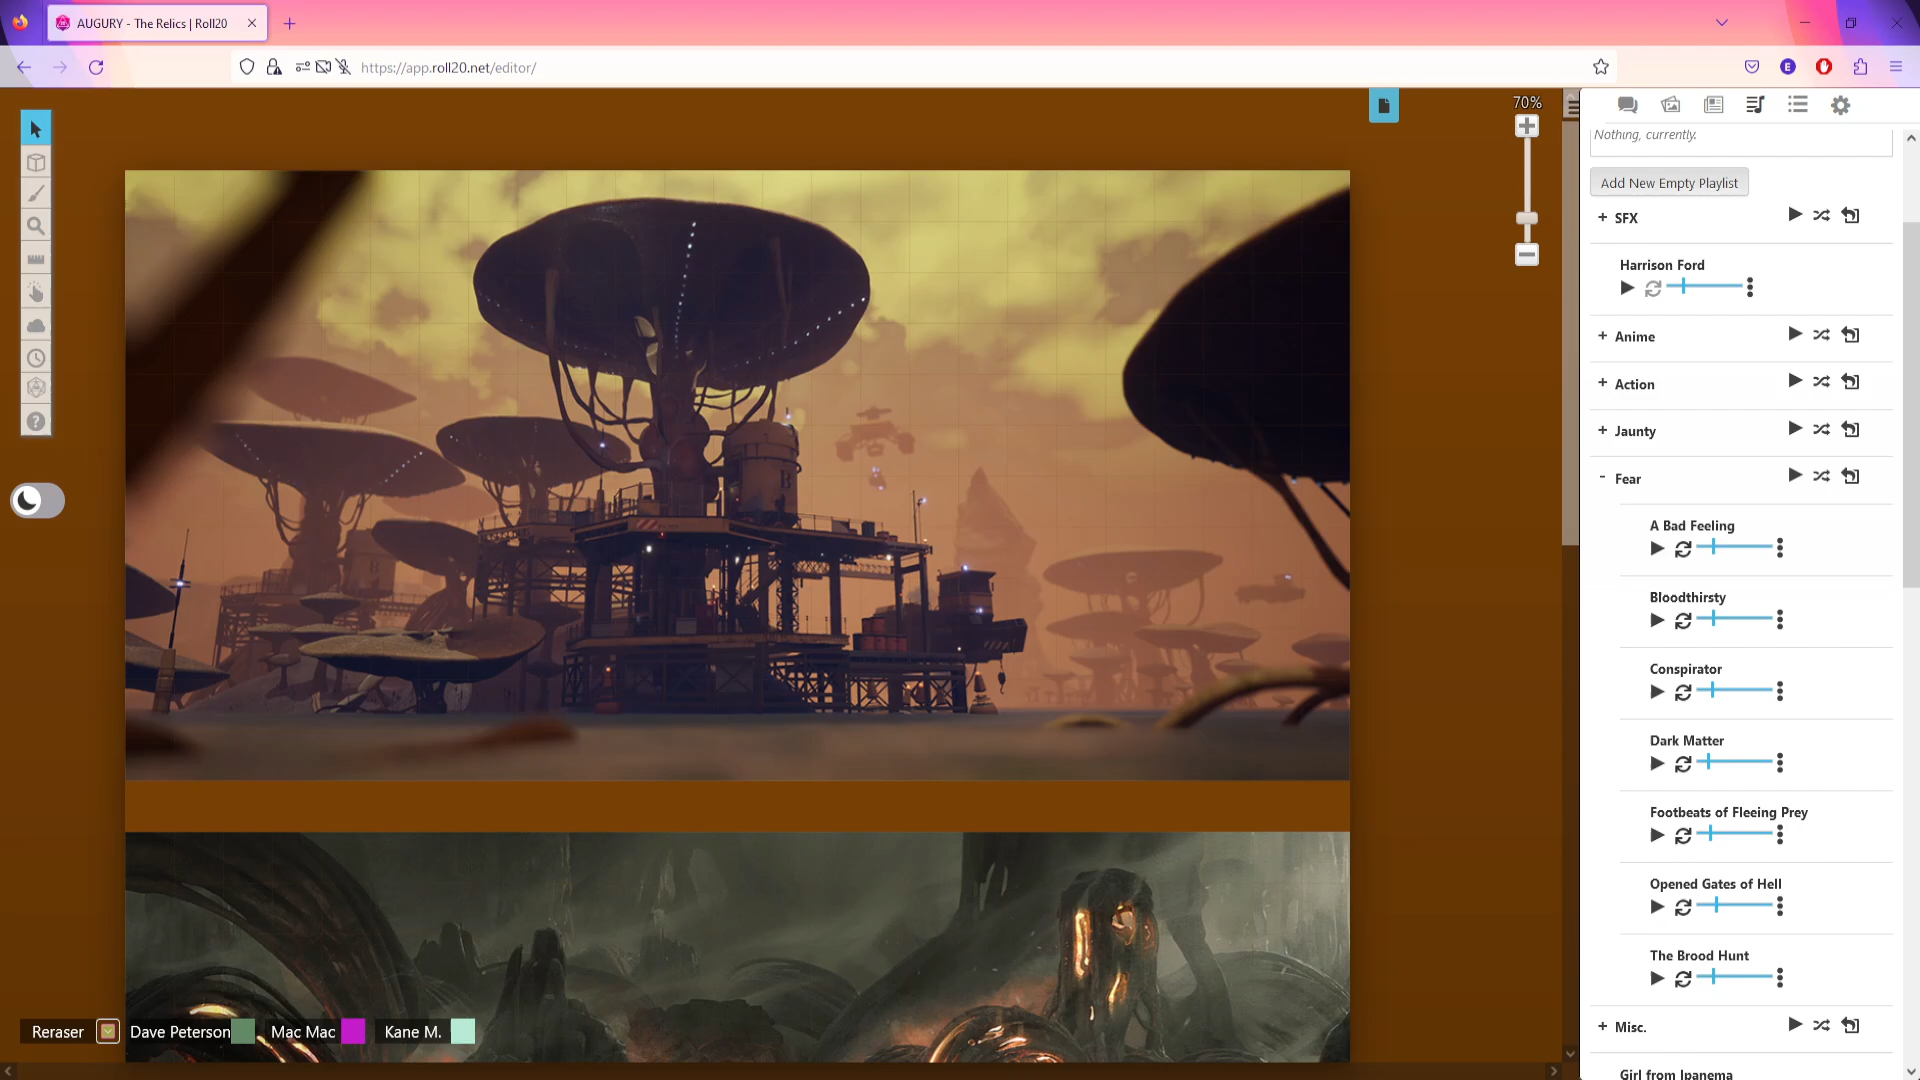 AUGURY - The Relics | Roll20
https://app.roll20.net/editor/
E
70%
Nothing, currently.
Add New Empty Playlist
+ SFX
Harrison Ford
+ Anime
+ Action
+ Jaunty
- Fear
A Bad Feeling
Bloodthirsty
Conspirator
Dark Matter
Footbeats of Fleeing Prey
Opened Gates of Hell
The Brood Hunt
+ Misc.
Girl from Ipanema
B
Reraser Dave Peterson Mac Mac Kane M.